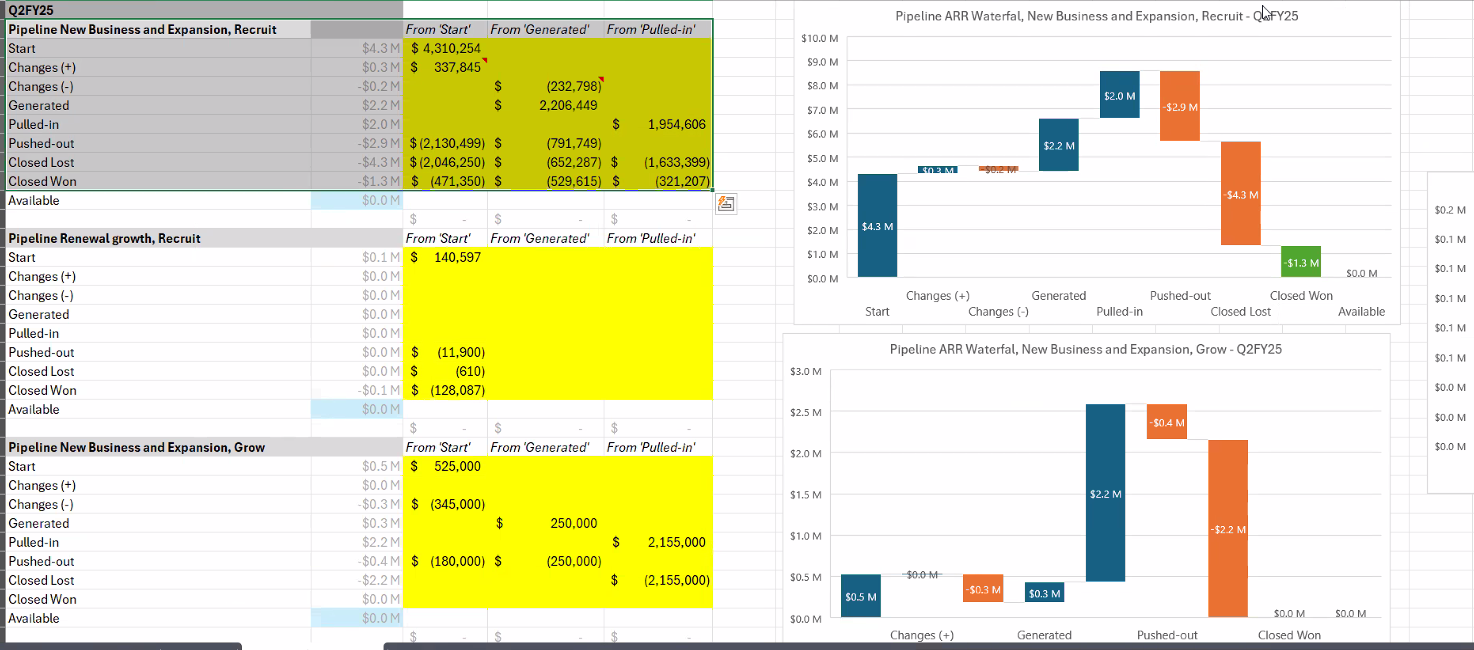 Q2FY25
Pipeline New Business and Expansion, Recruit From 'Start' From 'Generated' From 'Pulled-in'
Start $4.3 M $ 4,310,254
Changes (+) $0.3 M $ 337,845
Changes (-) -$0.2 M $ (232,798)
Generated $2.2 M $ 2,206,449
Pulled-in $2.0 M $ 1,954,606
Pushed-out -$2.9 M $ (2,130,499) $ (791,749)
Closed Lost -$4.3 M $ (2,046,250) $ (652,287) $ (1,633,399)
Closed Won -$1.3 M $ (471,350) $ (529,615) $ (321,207)
Available $0.0 M
$ - $ - $ -
Pipeline Renewal growth, Recruit From 'Start' From 'Generated' From 'Pulled-in'
Start $0.1 M $ 140,597
Changes (+) $0.0 M
Changes (-) $0.0 M
Generated $0.0 M
Pulled-in $0.0 M
Pushed-out $0.0 M $ (11,900)
Closed Lost $0.0 M $ (610)
Closed Won -$0.1 M $ (128,087)
Available $0.0 M
$ - $ - $ -
Pipeline New Business and Expansion, Grow From 'Start' From 'Generated' From 'Pulled-in'
Start $0.5 M $ 525,000
Changes (+) $0.0 M
Changes (-) -$0.3 M $ (345,000)
Generated $0.3 M $ 250,000
Pulled-in $2.2 M $ 2,155,000
Pushed-out -$0.4 M $ (180,000) $ (250,000)
Closed Lost -$2.2 M $ (2,155,000)
Closed Won $0.0 M
Available $0.0 M
$ - $ - $ -
Pipeline ARR Waterfal, New Business and Expansion, Recruit - Q2FY25
$10.0 M
$9.0 M
$8.0 M
$7.0 M
$6.0 M
$5.0 M
$4.0 M
$3.0 M
$2.0 M
$1.0 M
$0.0 M
$4.3 M
$0.3 M
-$0.2 M
$2.2 M
$2.0 M
-$2.9 M
-$4.3 M
-$1.3 M
$0.0 M
Changes (+) Generated Pushed-out Closed Won
Start Changes (-) Pulled-in Closed Lost Available
Pipeline ARR Waterfal, New Business and Expansion, Grow - Q2FY25
$3.0 M
$2.5 M
$2.0 M
$1.5 M
$1.0 M
$0.5 M
$0.0 M
$0.5 M
-$0.0 M
-$0.3 M
$0.3 M
$2.2 M
-$0.4 M
-$2.2 M
$0.0 M
$0.0 M
Changes (+) Generated Pushed-out Closed Won
$0.2 M
$0.1 M
$0.1 M
$0.1 M
$0.1 M
$0.1 M
$0.0 M
$0.0 M
$0.0 M